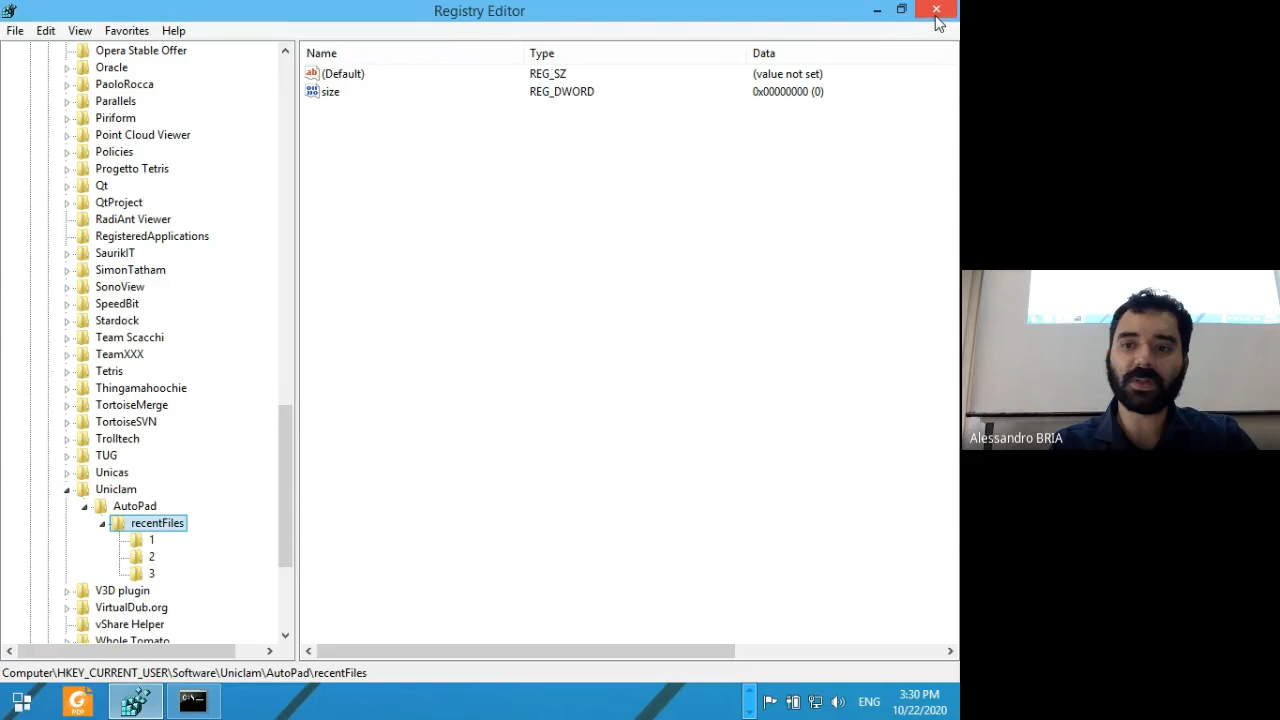 Registry Editor
File Edit View Favorites Help
Name Type Data
(Default) REG_SZ (value not set)
size REG_DWORD 0x00000000 (0)
Opera Stable Offer
Oracle
PaoloRocca
Parallels
Piriform
Point Cloud Viewer
Policies
Progetto Tetris
Qt
QtProject
RadiAnt Viewer
RegisteredApplications
SaurikIT
SimonTatham
SonoView
SpeedBit
Stardock
Team Scacchi
TeamXXX
Tetris
Thingamahoochie
TortoiseMerge
TortoiseSVN
Trolltech
TUG
Unicas
Uniclam
AutoPad
recentFiles
1
2
3
V3D plugin
VirtualDub.org
vShare Helper
Whole Tomato
Computer\HKEY_CURRENT_USER\Software\Uniclam\AutoPad\recentFiles
PDF
C:\
ENG
3:30 PM
10/22/2020
Alessandro BRIA